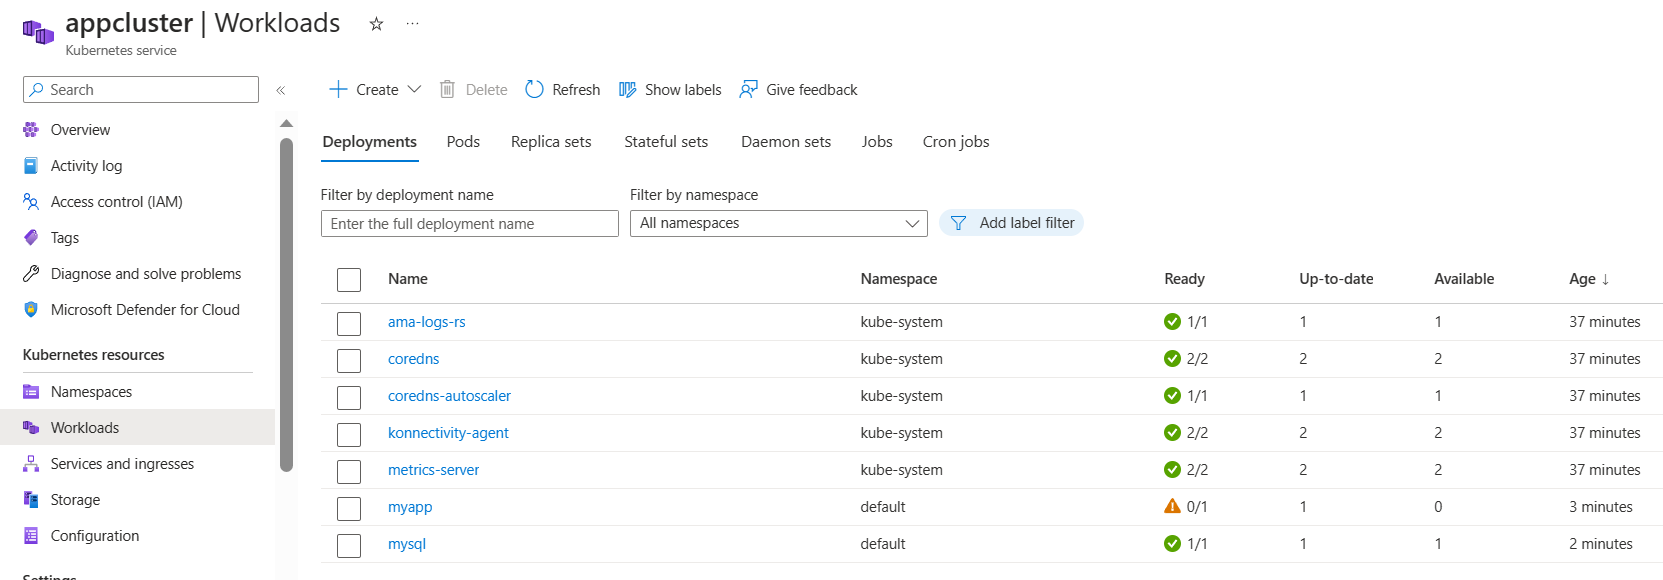 appcluster | Workloads
Kubernetes service
Search
Overview
Activity log
Access control (IAM)
Tags
Diagnose and solve problems
Microsoft Defender for Cloud
Kubernetes resources
Namespaces
Workloads
Services and ingresses
Storage
Configuration
Settings
Create Delete Refresh Show labels Give feedback
Deployments Pods Replica sets Stateful sets Daemon sets Jobs Cron jobs
Filter by deployment name Filter by namespace
Enter the full deployment name All namespaces Add label filter
Name Namespace Ready Up-to-date Available Age ↓
ama-logs-rs kube-system 1/1 1 1 37 minutes
coredns kube-system 2/2 2 2 37 minutes
coredns-autoscaler kube-system 1/1 1 1 37 minutes
konnectivity-agent kube-system 2/2 2 2 37 minutes
metrics-server kube-system 2/2 2 2 37 minutes
myapp default 0/1 1 0 3 minutes
mysql default 1/1 1 1 2 minutes